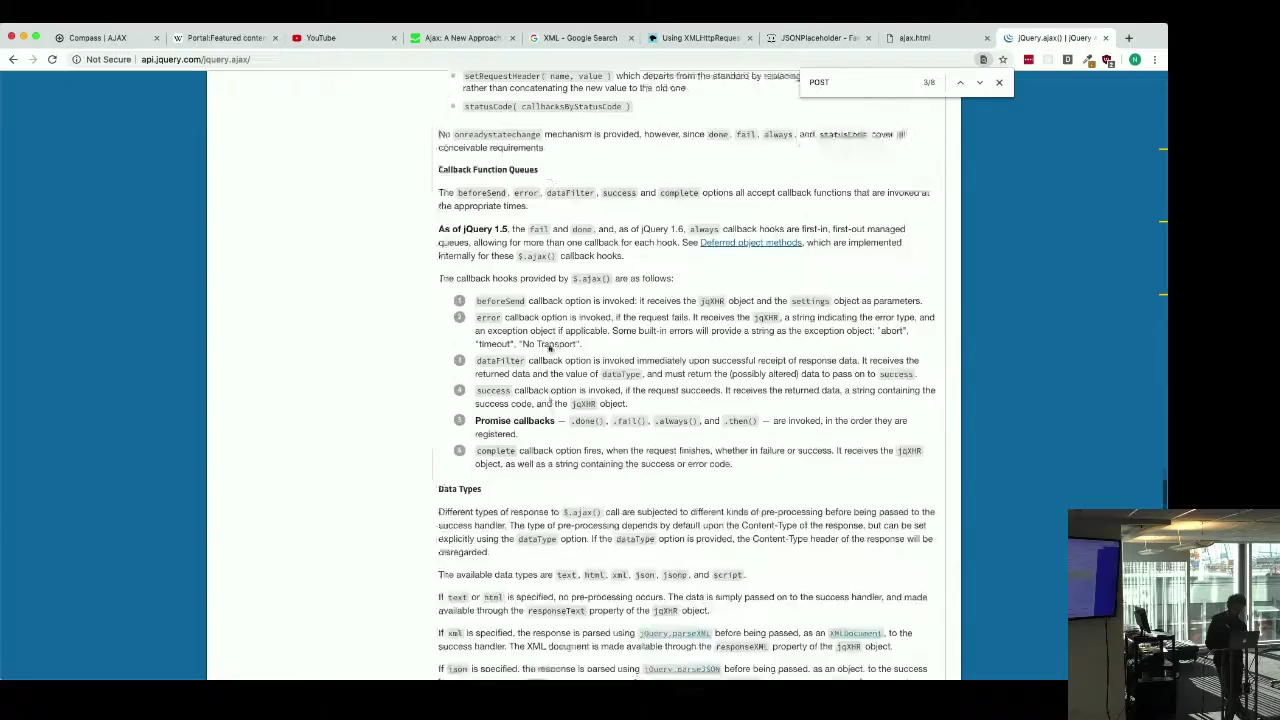 Compass | AJAX
Portal:Featured conten
YouTube
Ajax: A New Approach
XML - Google Search
Using XMLHttpReques
JSONPlaceholder - Fa
ajax.html
jQuery.ajax() | jQuery A
Not Secure | api.jquery.com/jquery.ajax/
POST 3/8
setRequestHeader( name, value ) which departs from the standard by replacing
rather than concatenating the new value to the old one
statusCode( callbacksByStatusCode )
No onreadystatechange mechanism is provided, however, since done, fail, always, and statusCode cover all
conceivable requirements
Callback Function Queues
The beforeSend, error, dataFilter, success and complete options all accept callback functions that are invoked at
the appropriate times.
As of jQuery 1.5, the fail and done, and, as of jQuery 1.6, always callback hooks are first-in, first-out managed
queues, allowing for more than one callback for each hook. See Deferred object methods, which are implemented
internally for these $.ajax() callback hooks.
The callback hooks provided by $.ajax() are as follows:
1 beforeSend callback option is invoked; it receives the jqXHR object and the settings object as parameters.
2 error callback option is invoked, if the request fails. It receives the jqXHR, a string indicating the error type, and
an exception object if applicable. Some built-in errors will provide a string as the exception object: "abort",
"timeout", "No Transport".
3 dataFilter callback option is invoked immediately upon successful receipt of response data. It receives the
returned data and the value of dataType, and must return the (possibly altered) data to pass on to success.
4 success callback option is invoked, if the request succeeds. It receives the returned data, a string containing the
success code, and the jqXHR object.
5 Promise callbacks — .done(), .fail(), .always(), and .then() — are invoked, in the order they are
registered.
6 complete callback option fires, when the request finishes, whether in failure or success. It receives the jqXHR
object, as well as a string containing the success or error code.
Data Types
Different types of response to $.ajax() call are subjected to different kinds of pre-processing before being passed to the
success handler. The type of pre-processing depends by default upon the Content-Type of the response, but can be set
explicitly using the dataType option. If the dataType option is provided, the Content-Type header of the response will be
disregarded.
The available data types are text, html, xml, json, jsonp, and script.
If text or html is specified, no pre-processing occurs. The data is simply passed on to the success handler, and made
available through the responseText property of the jqXHR object.
If xml is specified, the response is parsed using jQuery.parseXML before being passed, as an XMLDocument, to the
success handler. The XML document is made available through the responseXML property of the jqXHR object.
If json is specified, the response is parsed using jQuery.parseJSON before being passed, as an object, to the success